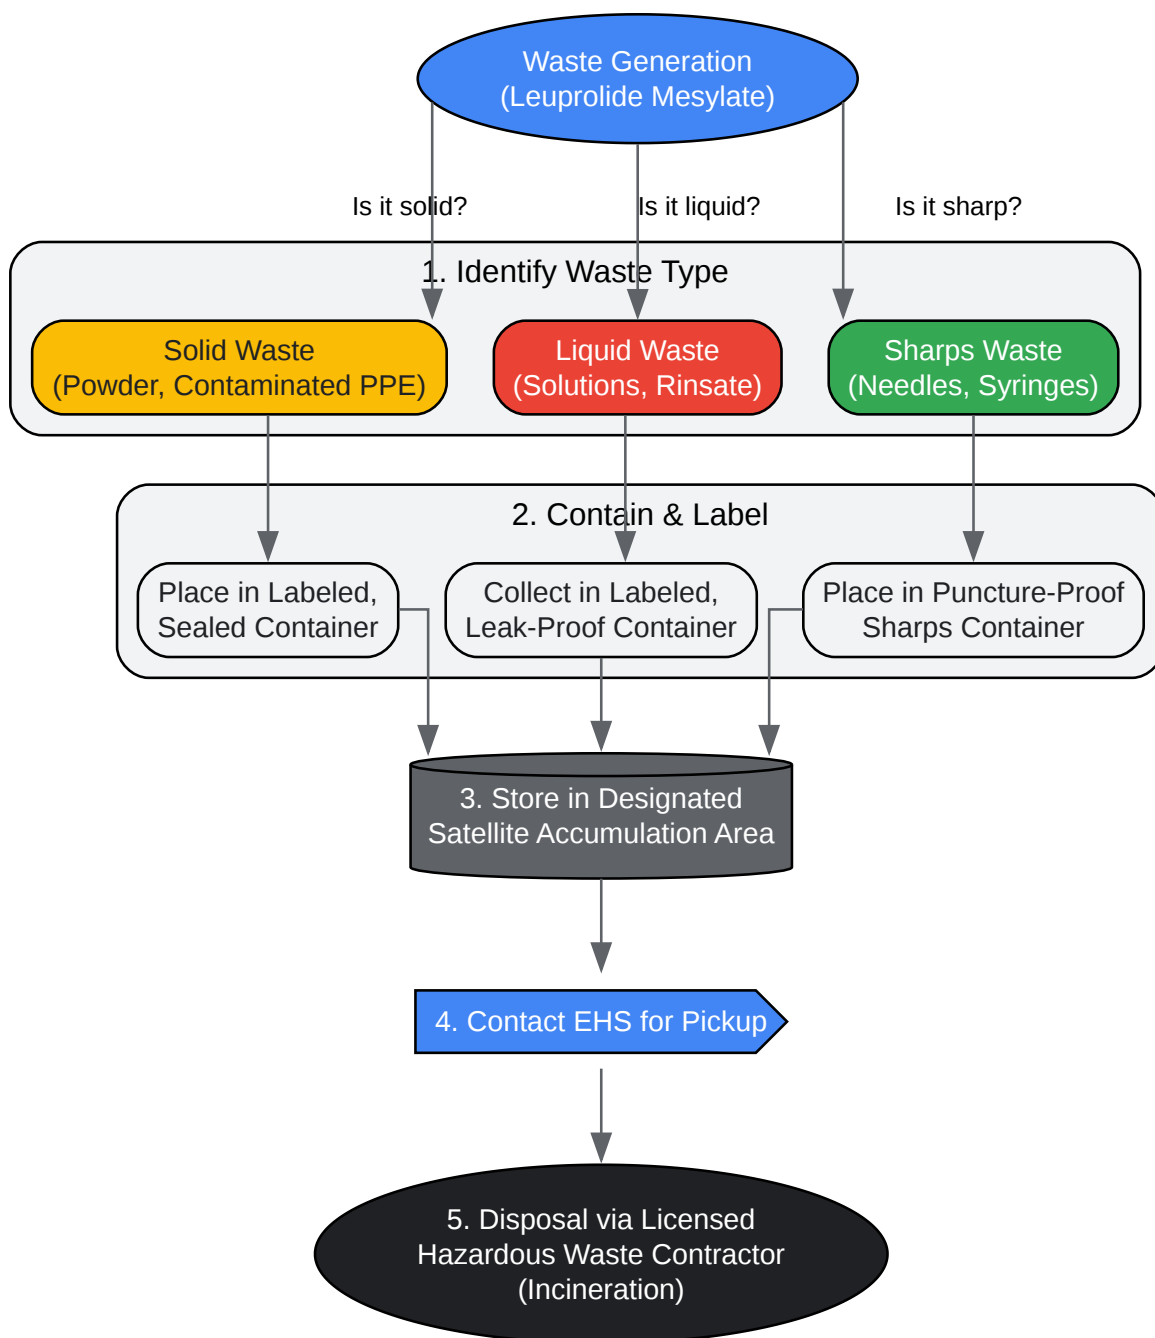 Waste Generation
(Leuprolide Mesylate)
Is it solid?
Is it liquid?
Is it sharp?
1. Identify Waste Type
Solid Waste
(Powder, Contaminated PPE)
Liquid Waste
(Solutions, Rinsate)
Sharps Waste
(Needles, Syringes)
2. Contain & Label
Place in Labeled,
Sealed Container
Collect in Labeled,
Leak-Proof Container
Place in Puncture-Proof
Sharps Container
3. Store in Designated
Satellite Accumulation Area
4. Contact EHS for Pickup
5. Disposal via Licensed
Hazardous Waste Contractor
(Incineration)